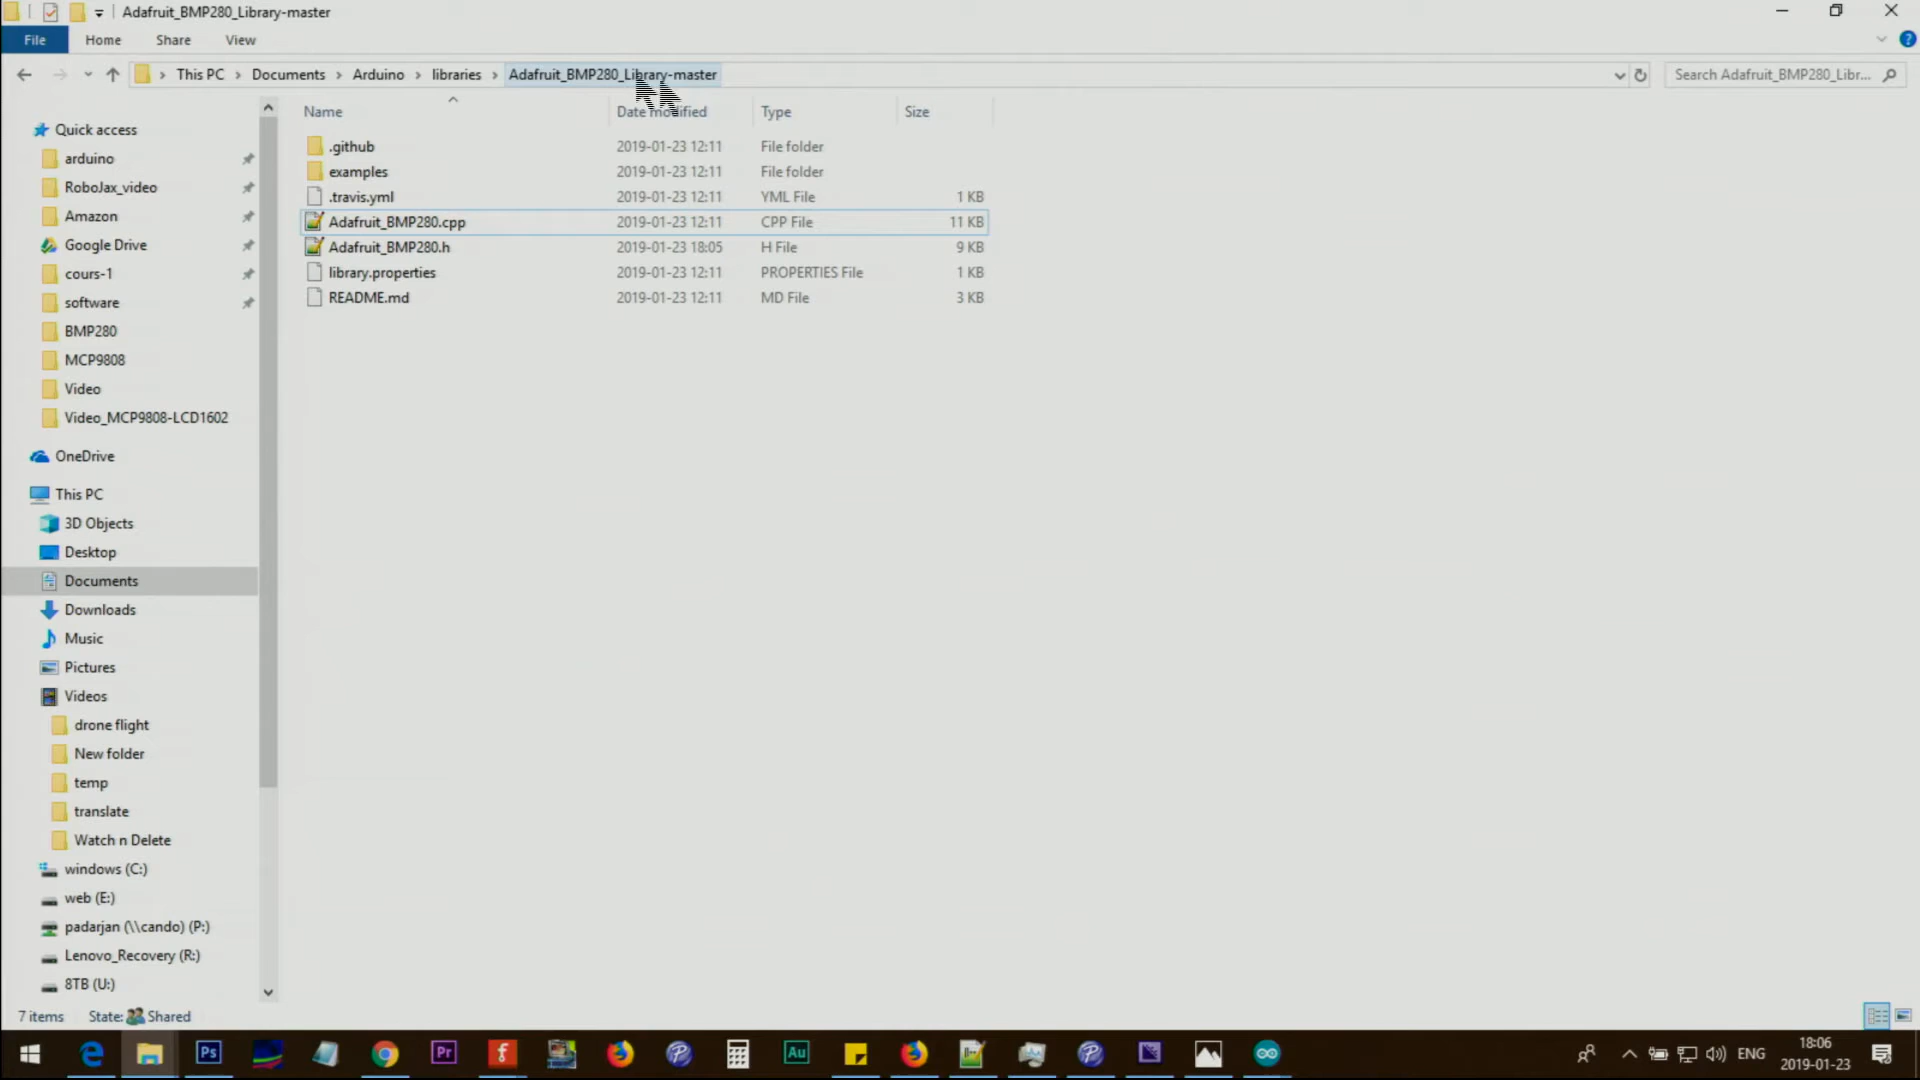 Adafruit_BMP280_Library-master
File Home Share View
This PC Documents Arduino libraries Adafruit_BMP280_Library-master
Search Adafruit_BMP280_Libr...
Name Date modified Type Size
.github 2019-01-23 12:11 File folder
examples 2019-01-23 12:11 File folder
.travis.yml 2019-01-23 12:11 YML File 1 KB
Adafruit_BMP280.cpp 2019-01-23 12:11 CPP File 11 KB
Adafruit_BMP280.h 2019-01-23 18:05 H File 9 KB
library.properties 2019-01-23 12:11 PROPERTIES File 1 KB
README.md 2019-01-23 12:11 MD File 3 KB
Quick access
arduino
RoboJax_video
Amazon
Google Drive
cours-1
software
BMP280
MCP9808
Video
Video_MCP9808-LCD1602
OneDrive
This PC
3D Objects
Desktop
Documents
Downloads
Music
Pictures
Videos
drone flight
New folder
temp
translate
Watch n Delete
windows (C:)
web (E:)
padarjan (\\cando) (P:)
Lenovo_Recovery (R:)
8TB (U:)
7 items State: Shared
Ps Pr Au ENG 18:06
2019-01-23